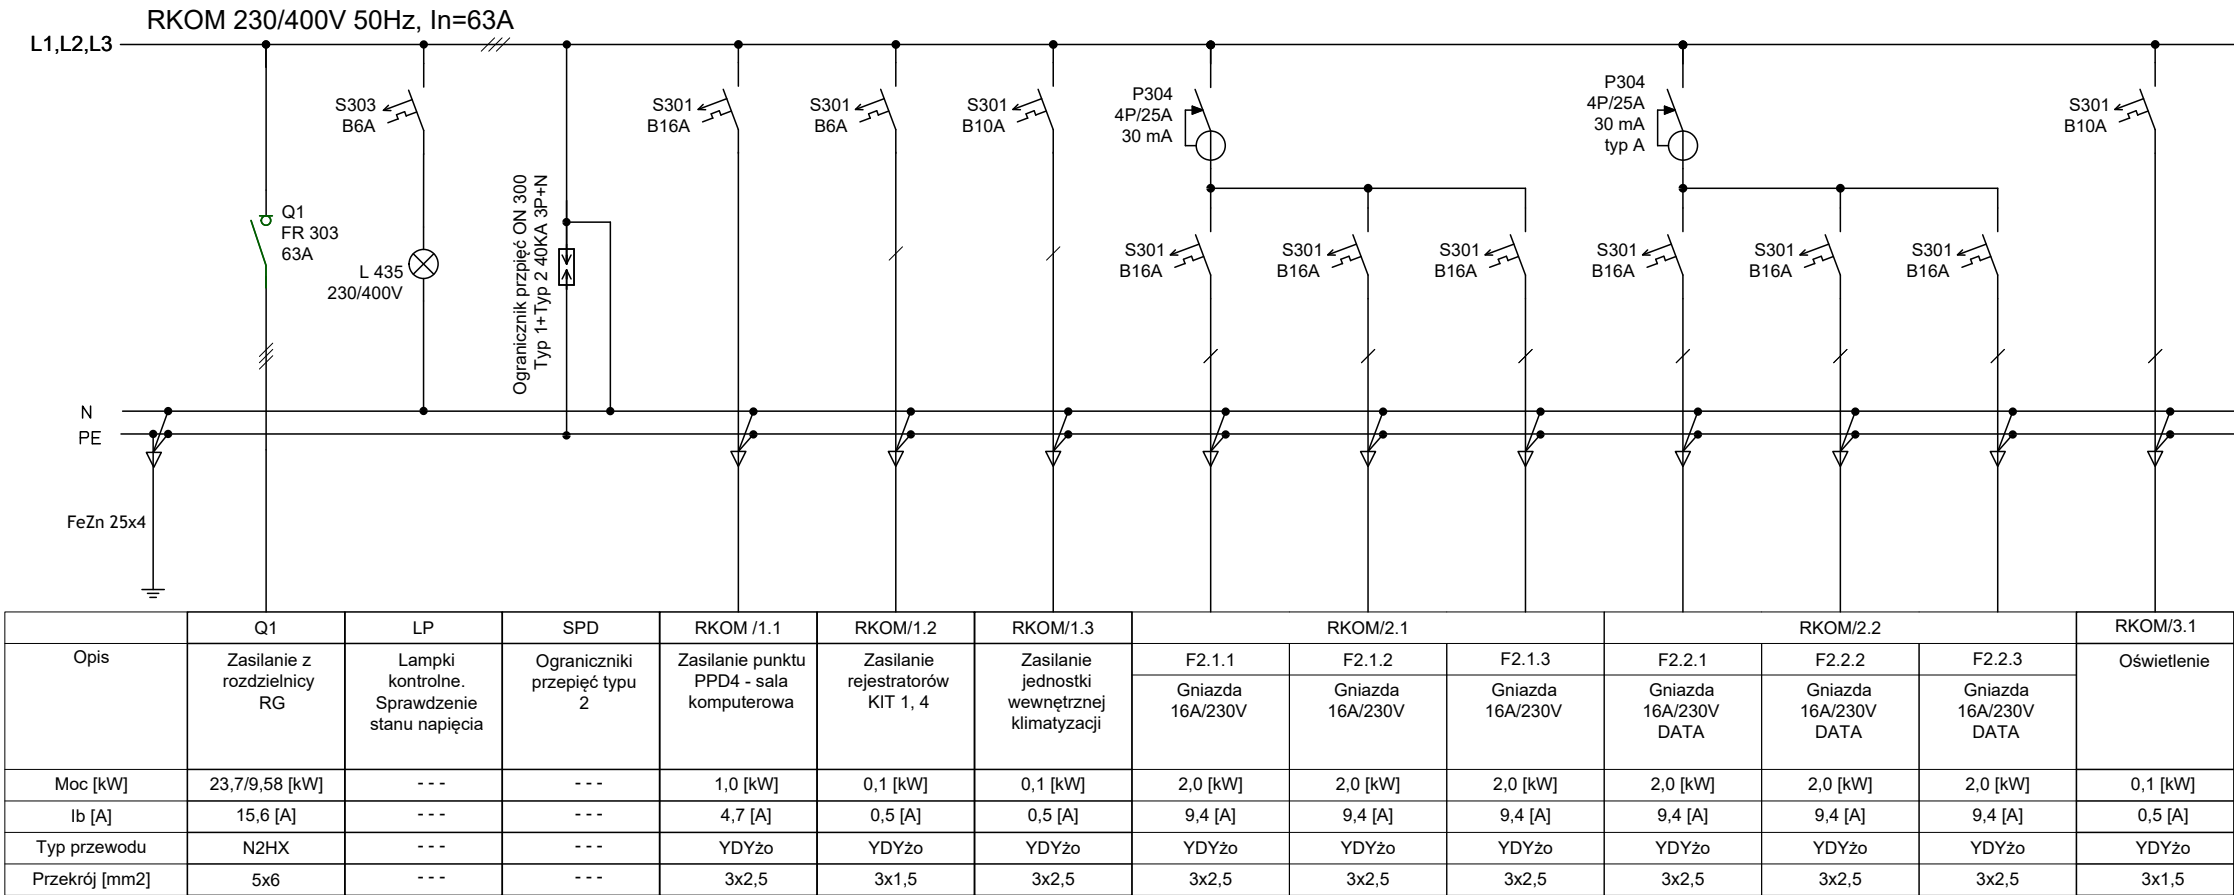 RKOM 230/400V 50Hz, In=63A
L1,L2,L3
S303
B6A
S301
B16A
S301
B6A
S301
B10A
P304
4P/25A
30 mA
P304
4P/25A
30 mA
typ A
S301
B10A
Q1
FR 303
63A
L 435
230/400V
Ogranicznik przpięć ON 300
Typ 1+Typ 2 40KA 3P+N
S301
B16A
S301
B16A
S301
B16A
S301
B16A
S301
B16A
S301
B16A
N
PE
FeZn 25x4
Q1 LP SPD RKOM /1.1 RKOM/1.2 RKOM/1.3 RKOM/2.1 RKOM/2.2 RKOM/3.1
Opis
Zasilanie z
rozdzielnicy
RG
Lampki
kontrolne.
Sprawdzenie
stanu napięcia
Ograniczniki
przepięć typu
2
Zasilanie punktu
PPD4 - sala
komputerowa
Zasilanie
rejestratorów
KIT 1, 4
Zasilanie
jednostki
wewnętrznej
klimatyzacji
F2.1.1
Gniazda
16A/230V
F2.1.2
Gniazda
16A/230V
F2.1.3
Gniazda
16A/230V
F2.2.1
Gniazda
16A/230V
DATA
F2.2.2
Gniazda
16A/230V
DATA
F2.2.3
Gniazda
16A/230V
DATA
Oświetlenie
Moc [kW] 23,7/9,58 [kW] - - - - - - 1,0 [kW] 0,1 [kW] 0,1 [kW] 2,0 [kW] 2,0 [kW] 2,0 [kW] 2,0 [kW] 2,0 [kW] 2,0 [kW] 0,1 [kW]
Ib [A] 15,6 [A] - - - - - - 4,7 [A] 0,5 [A] 0,5 [A] 9,4 [A] 9,4 [A] 9,4 [A] 9,4 [A] 9,4 [A] 9,4 [A] 0,5 [A]
Typ przewodu N2HX - - - - - - YDYżo YDYżo YDYżo YDYżo YDYżo YDYżo YDYżo YDYżo YDYżo YDYżo
Przekrój [mm2] 5x6 - - - - - - 3x2,5 3x1,5 3x2,5 3x2,5 3x2,5 3x2,5 3x2,5 3x2,5 3x2,5 3x1,5